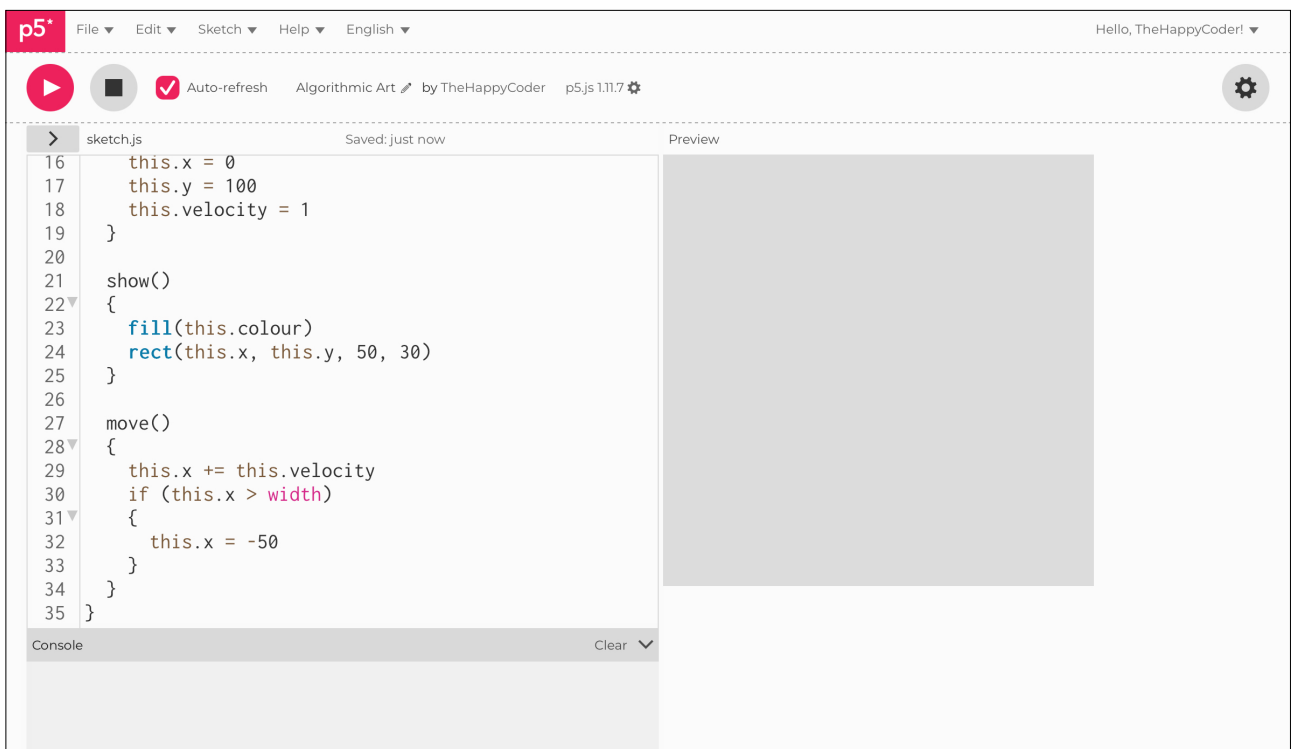 p5* File Edit Sketch Help English Hello, TheHappyCoder!
Auto-refresh Algorithmic Art by TheHappyCoder p5.js 1.11.7
sketch.js Saved: just now Preview
16 this.x = 0
17 this.y = 100
18 this.velocity = 1
19 }
20
21 show()
22 {
23 fill(this.colour)
24 rect(this.x, this.y, 50, 30)
25 }
26
27 move()
28 {
29 this.x += this.velocity
30 if (this.x > width)
31 {
32 this.x = -50
33 }
34 }
35 }
Console Clear